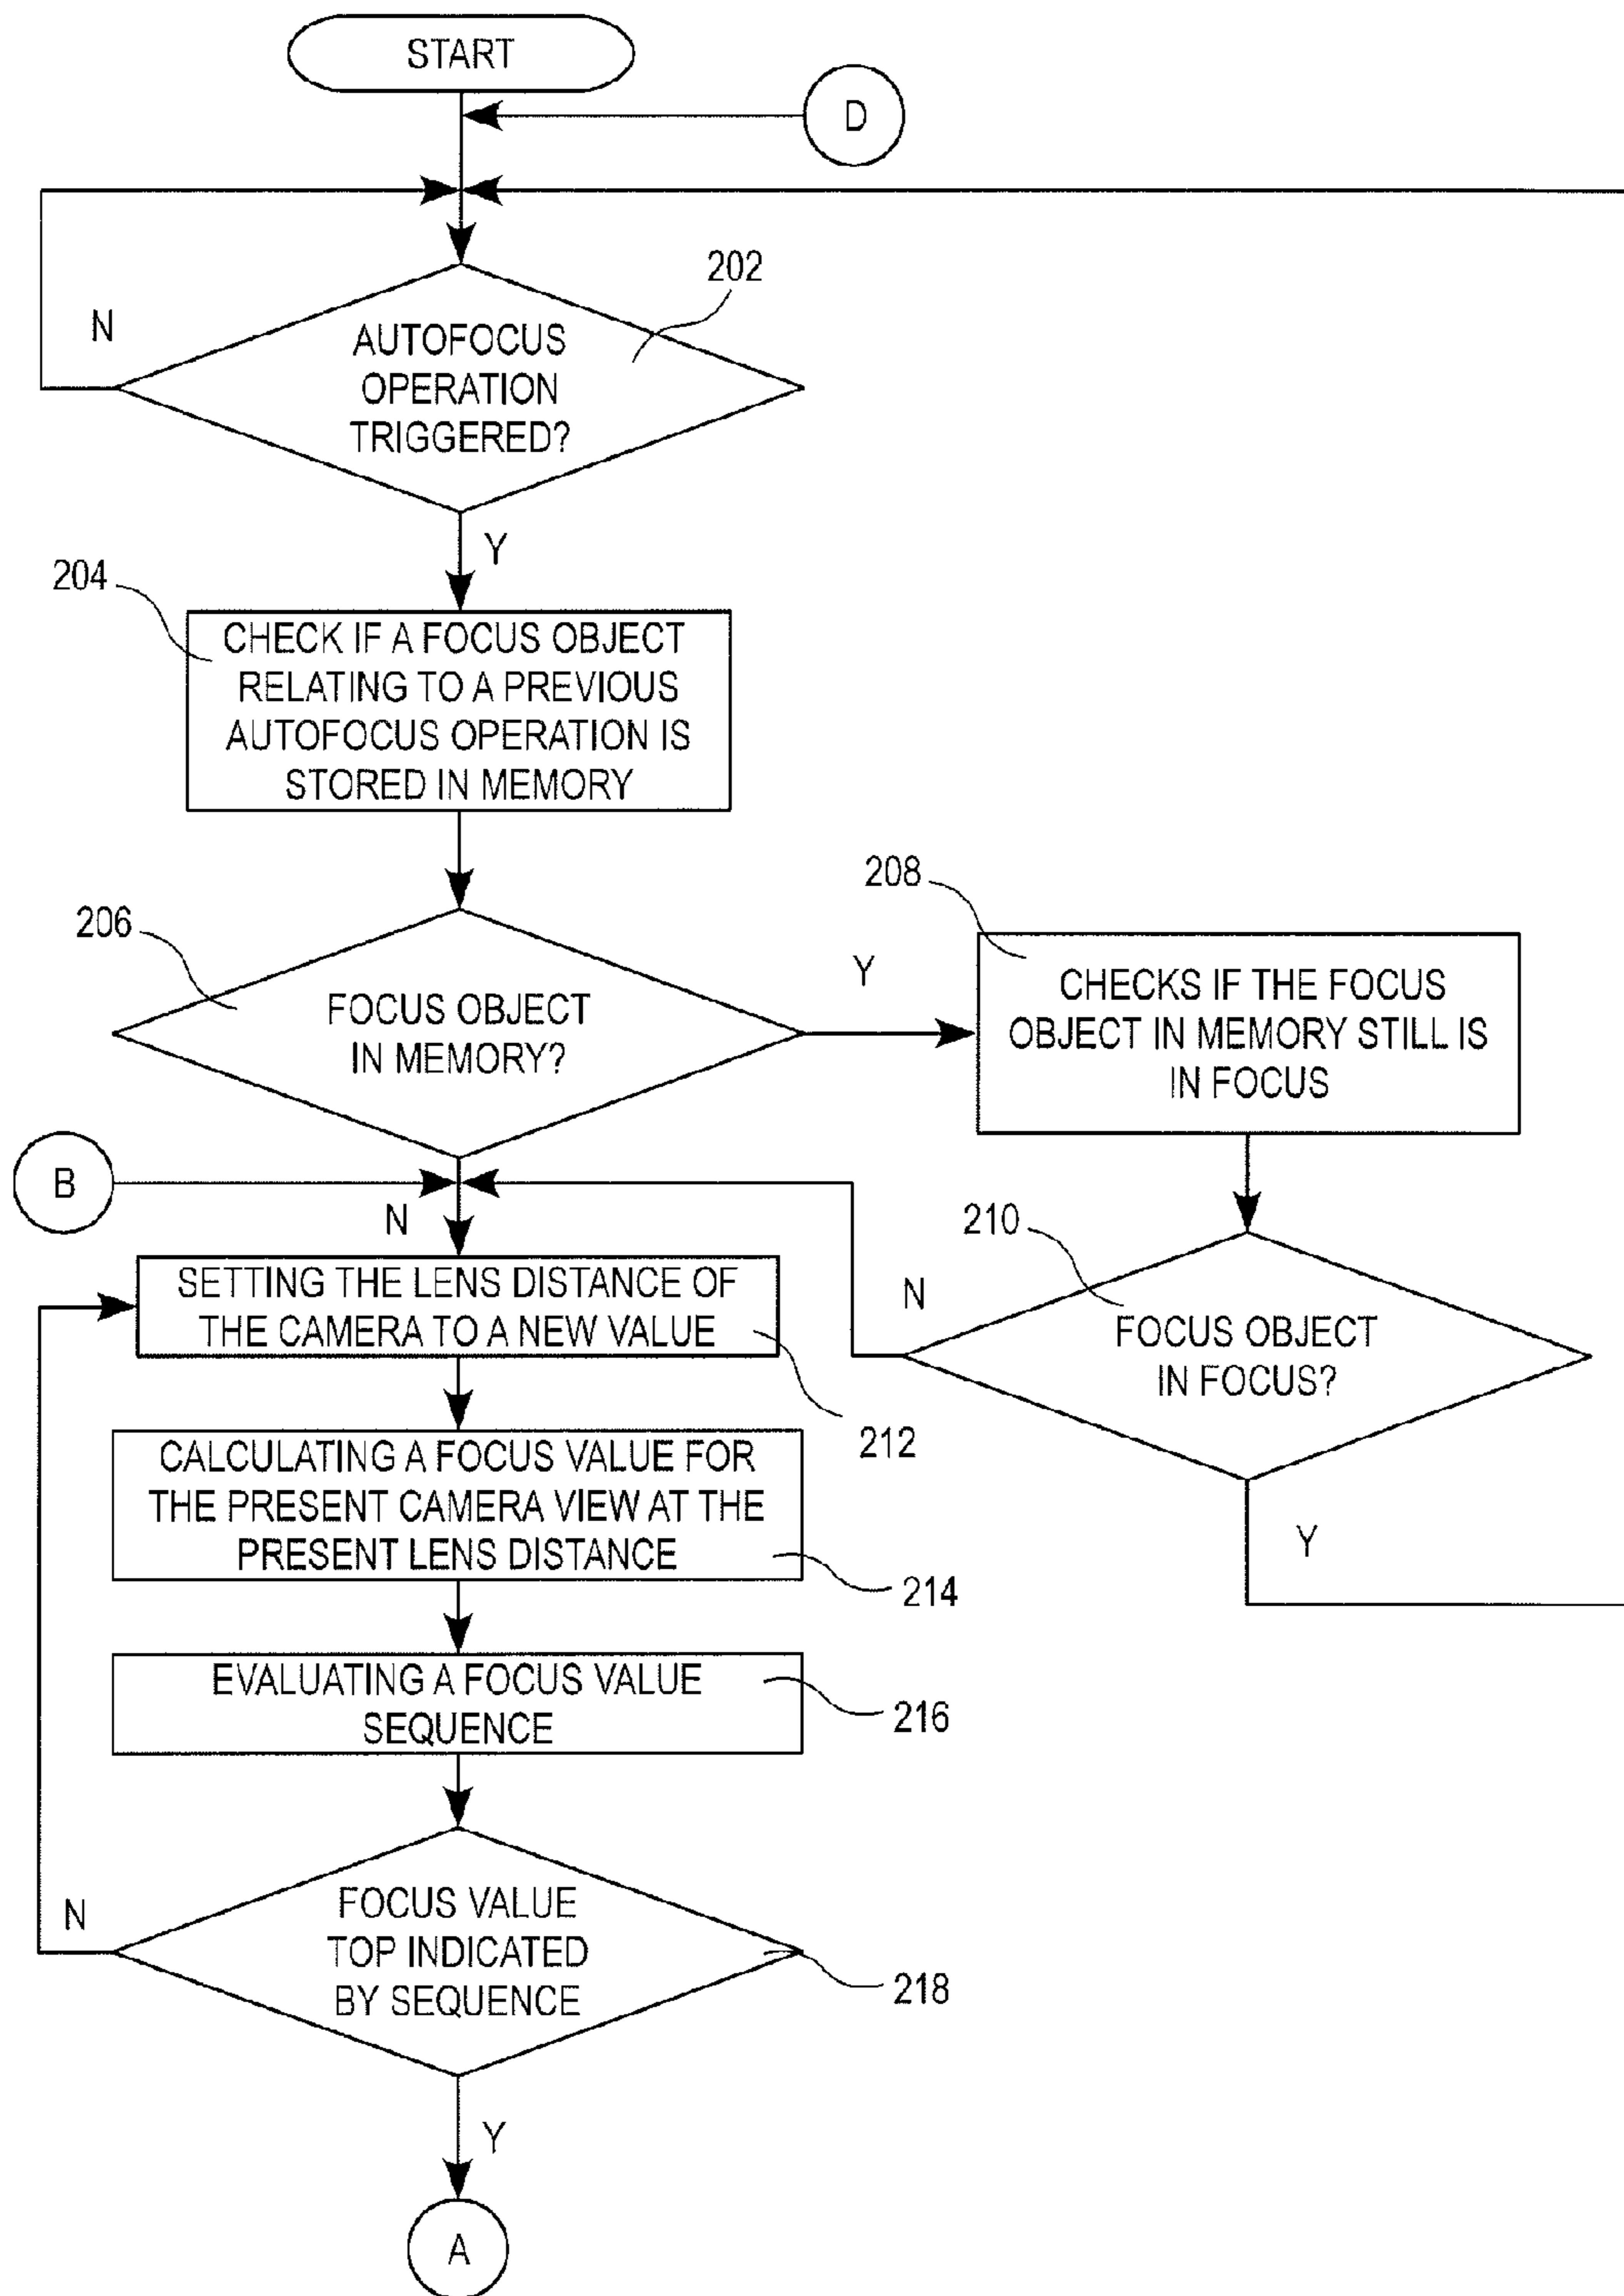 START
D
202
N
AUTOFOCUS
OPERATION
TRIGGERED?
Y
204
CHECK IF A FOCUS OBJECT
RELATING TO A PREVIOUS
AUTOFOCUS OPERATION IS
STORED IN MEMORY
206
FOCUS OBJECT
IN MEMORY?
Y
208
CHECKS IF THE FOCUS
OBJECT IN MEMORY STILL IS
IN FOCUS
B
N
210
N
FOCUS OBJECT
IN FOCUS?
Y
SETTING THE LENS DISTANCE OF
THE CAMERA TO A NEW VALUE
212
CALCULATING A FOCUS VALUE FOR
THE PRESENT CAMERA VIEW AT THE
PRESENT LENS DISTANCE
214
EVALUATING A FOCUS VALUE
SEQUENCE
216
N
FOCUS VALUE
TOP INDICATED
BY SEQUENCE
218
Y
A